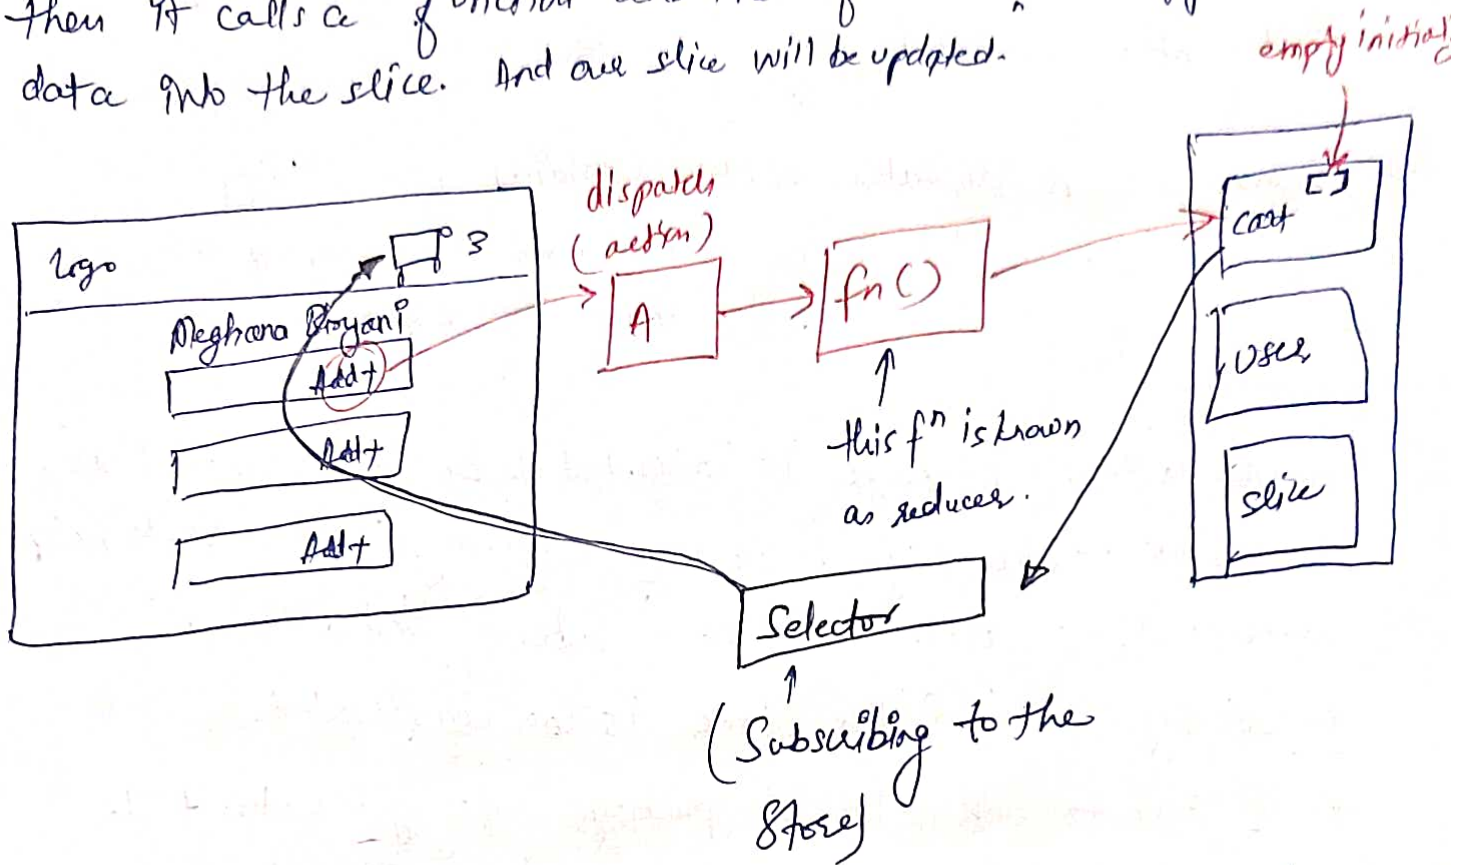 then it calls a function
data into the slice. And our slice will be updated.
empty initial
dispatch
(action)
Logo
3
cart
Meghana Biryani
A
fn()
Add+
user
this fⁿ is known
Add+
as reducer.
slice
Add+
Selector
(Subscribing to the
Store)